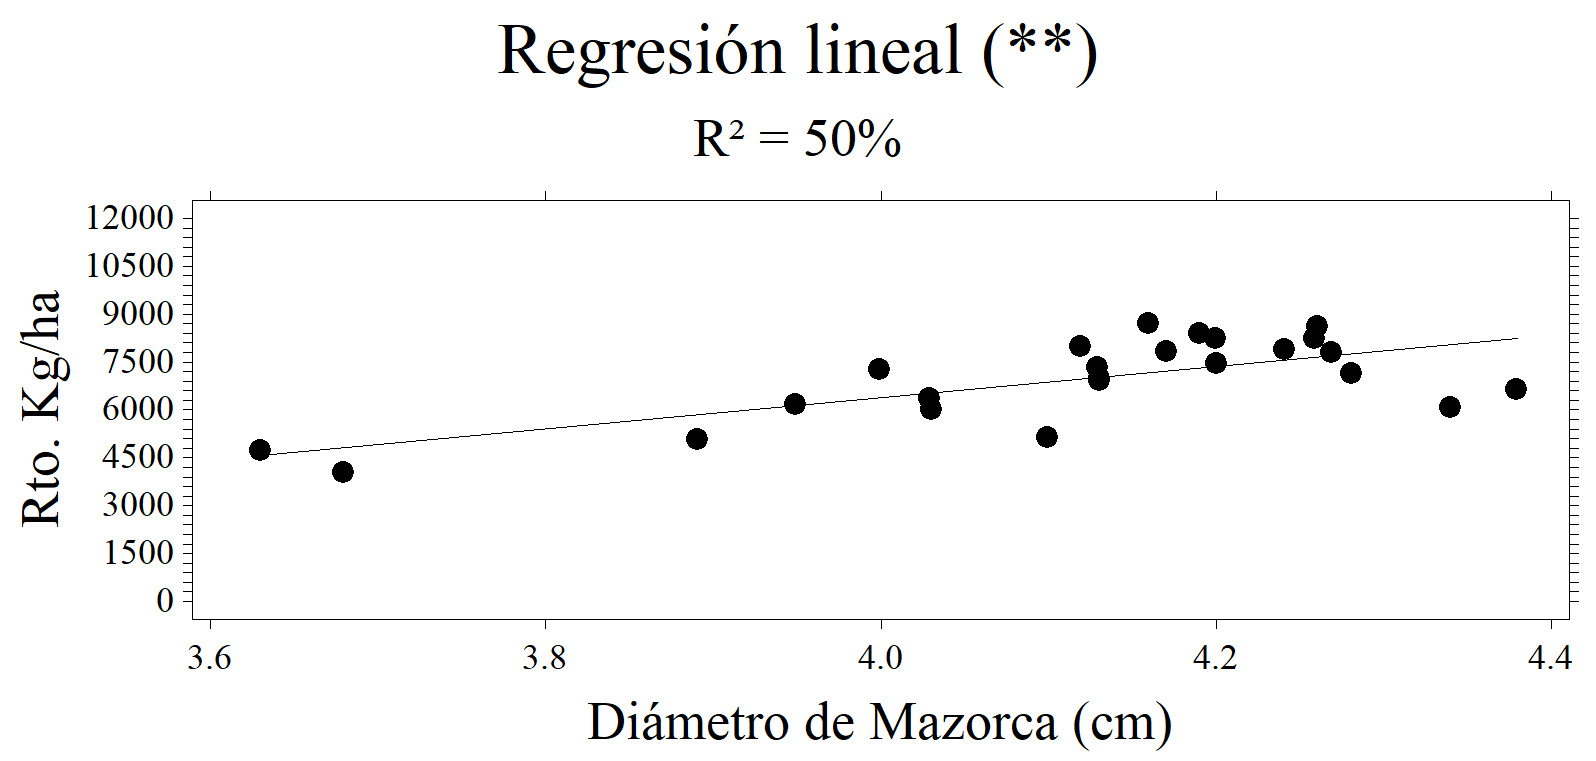 Regresión lineal (**)
R² = 50%
12000
10500
9000
7500
6000
4500
3000
1500
0
Rto. Kg/ha
3.6 3.8 4.0 4.2 4.4
Diámetro de Mazorca (cm)